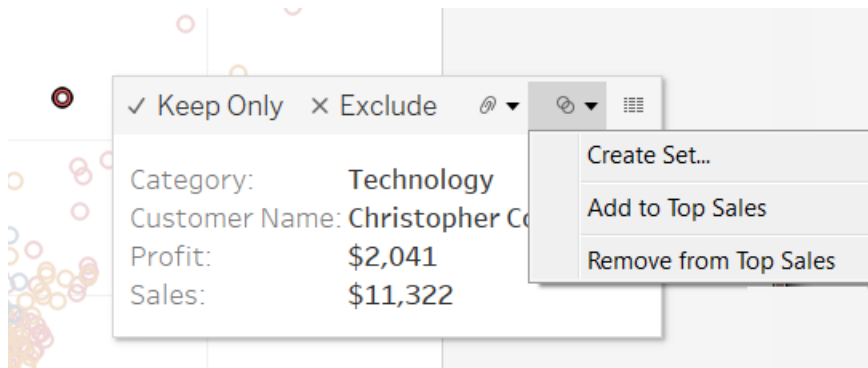 Keep Only Exclude
Create Set...
Category: Technology
Add to Top Sales
Customer Name: Christopher
Profit: $2,041
Remove from Top Sales
Sales: $11,322